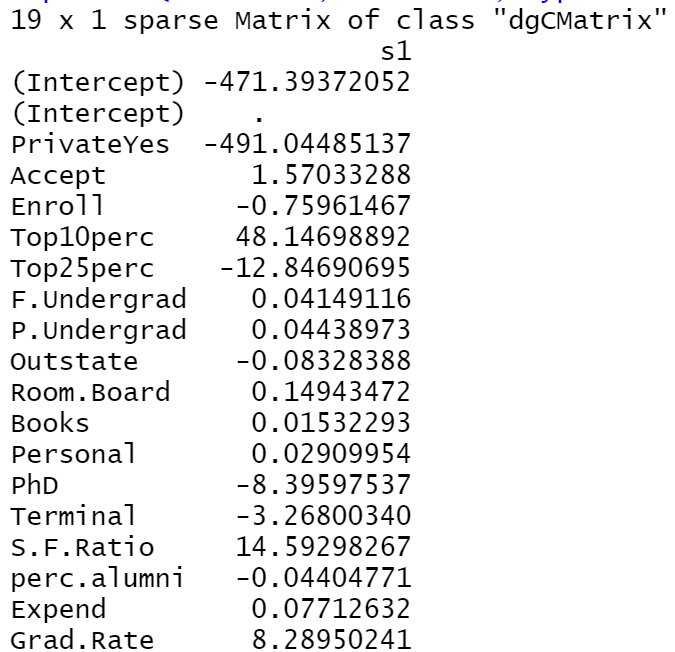 19 x 1 sparse Matrix of class "dgCMatrix"
s1
(Intercept) -471.39372052
(Intercept) .
PrivateYes -491.04485137
Accept 1.57033288
Enroll -0.75961467
Top10perc 48.14698892
Top25perc -12.84690695
F.Undergrad 0.04149116
P.Undergrad 0.04438973
Outstate -0.08328388
Room.Board 0.14943472
Books 0.01532293
Personal 0.02909954
PhD -8.39597537
Terminal -3.26800340
S.F.Ratio 14.59298267
perc.alumni -0.04404771
Expend 0.07712632
Grad.Rate 8.28950241